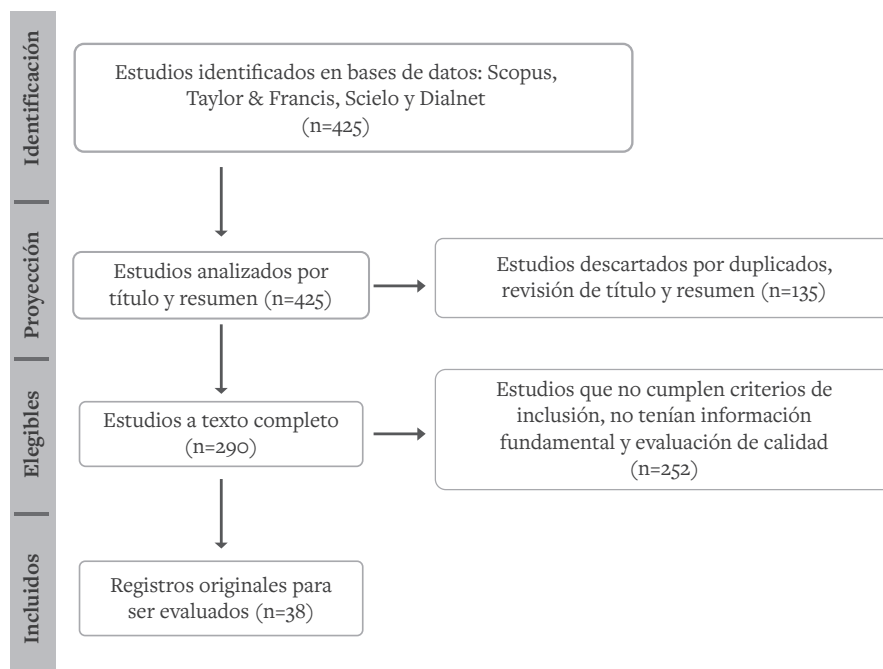 Identificación
Estudios identificados en bases de datos: Scopus,
Taylor & Francis, Scielo y Dialnet
(n=425)
Proyección
Estudios analizados por
título y resumen (n=425)
Estudios descartados por duplicados,
revisión de título y resumen (n=135)
Elegibles
Estudios a texto completo
(n=290)
Estudios que no cumplen criterios de
inclusión, no tenían información
fundamental y evaluación de calidad
(n=252)
Incluidos
Registros originales para
ser evaluados (n=38)